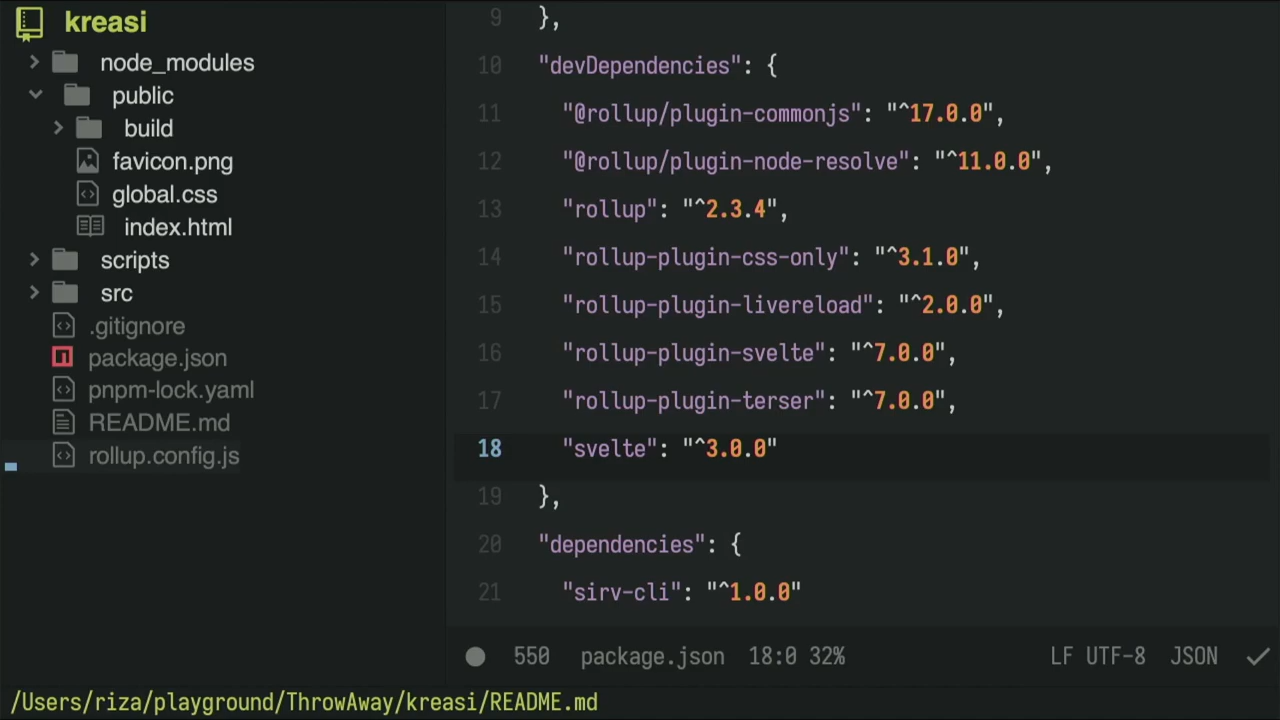 kreasi
node_modules
public
build
favicon.png
global.css
index.html
scripts
src
.gitignore
package.json
pnpm-lock.yaml
README.md
rollup.config.js
9 },
10 "devDependencies": {
11 "@rollup/plugin-commonjs": "^17.0.0",
12 "@rollup/plugin-node-resolve": "^11.0.0",
13 "rollup": "^2.3.4",
14 "rollup-plugin-css-only": "^3.1.0",
15 "rollup-plugin-livereload": "^2.0.0",
16 "rollup-plugin-svelte": "^7.0.0",
17 "rollup-plugin-terser": "^7.0.0",
18 "svelte": "^3.0.0"
19 },
20 "dependencies": {
21 "sirv-cli": "^1.0.0"
550 package.json 18:0 32% LF UTF-8 JSON
/Users/riza/playground/ThrowAway/kreasi/README.md